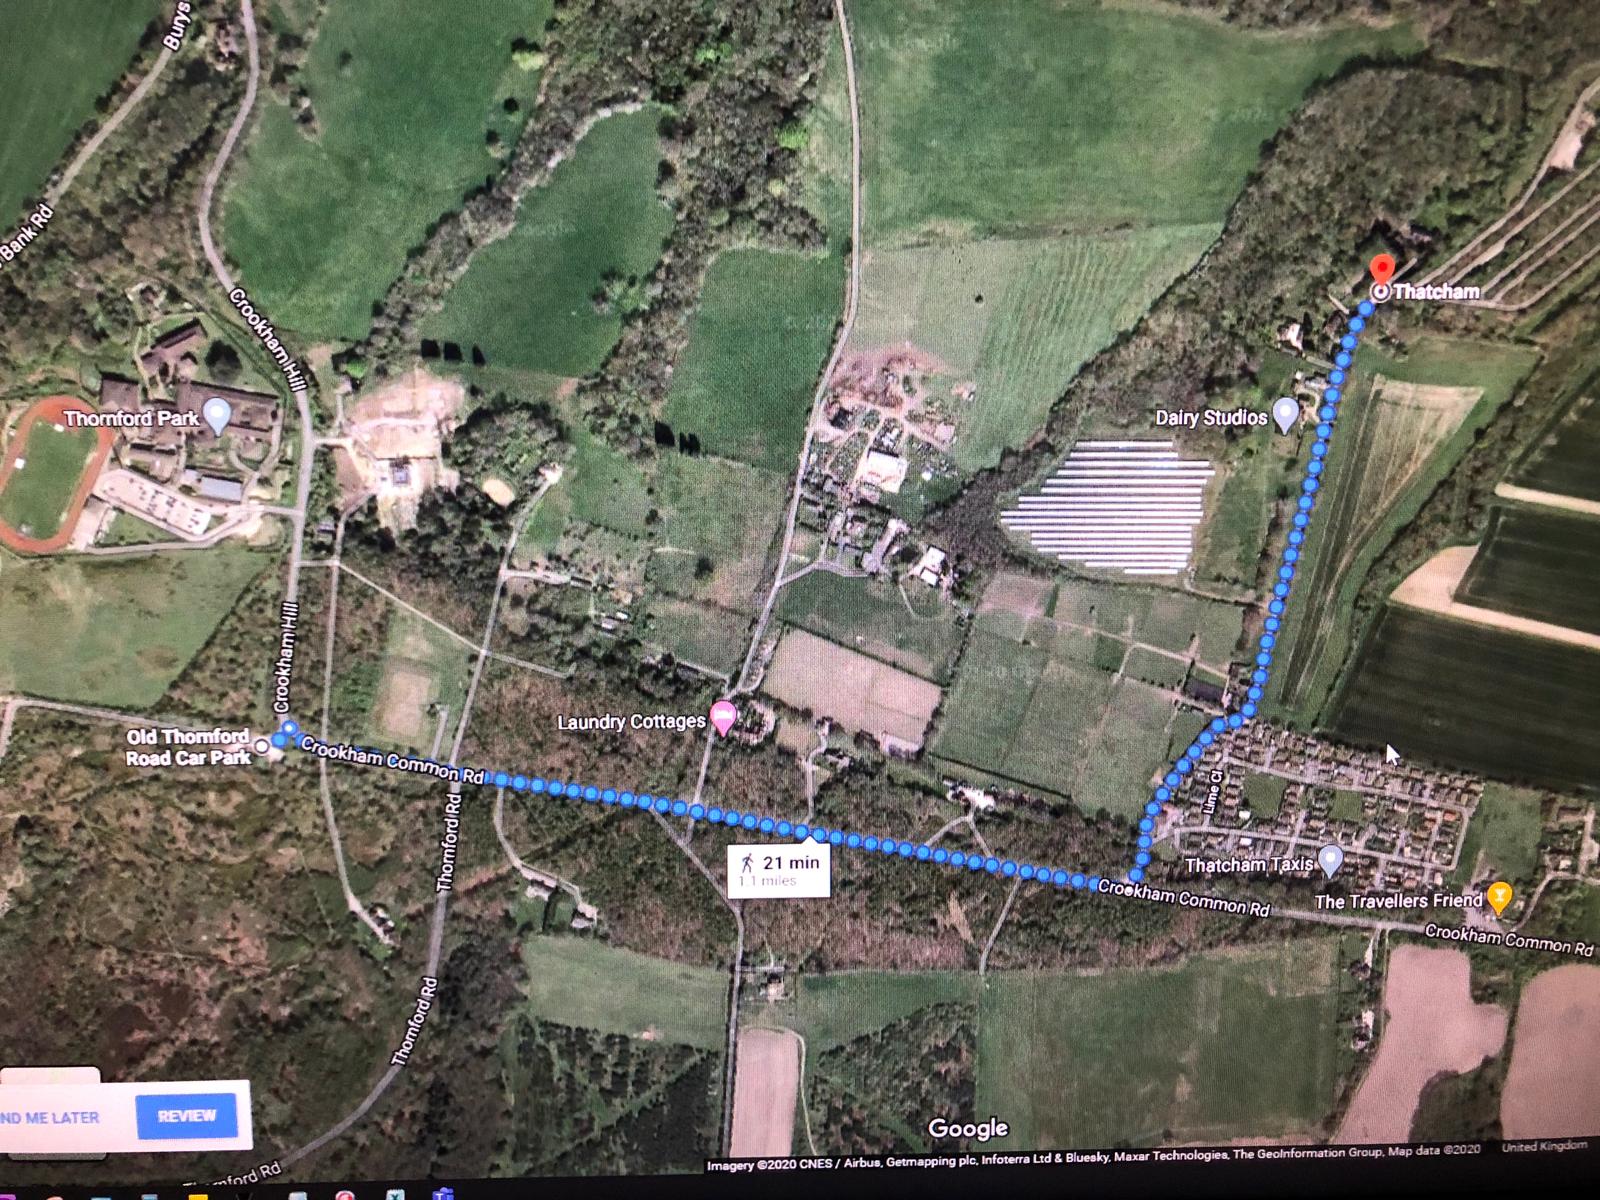 Burys
Bank Rd
Crookham Hill
Thatcham
Thornford Park
Dairy Studios
Crookham Hill
Laundry Cottages
Old Thornford
Road Car Park
Crookham Common Rd
Lime Ct
Thornford Rd
21 min
1.1 miles
Thatcham Taxis
Crookham Common Rd
The Travellers Friend
Crookham Common Rd
Thornford Rd
ND ME LATER
REVIEW
Google
Imagery ©2020 CNES / Airbus, Getmapping plc, Infoterra Ltd & Bluesky, Maxar Technologies, The GeoInformation Group, Map data ©2020 United Kingdom